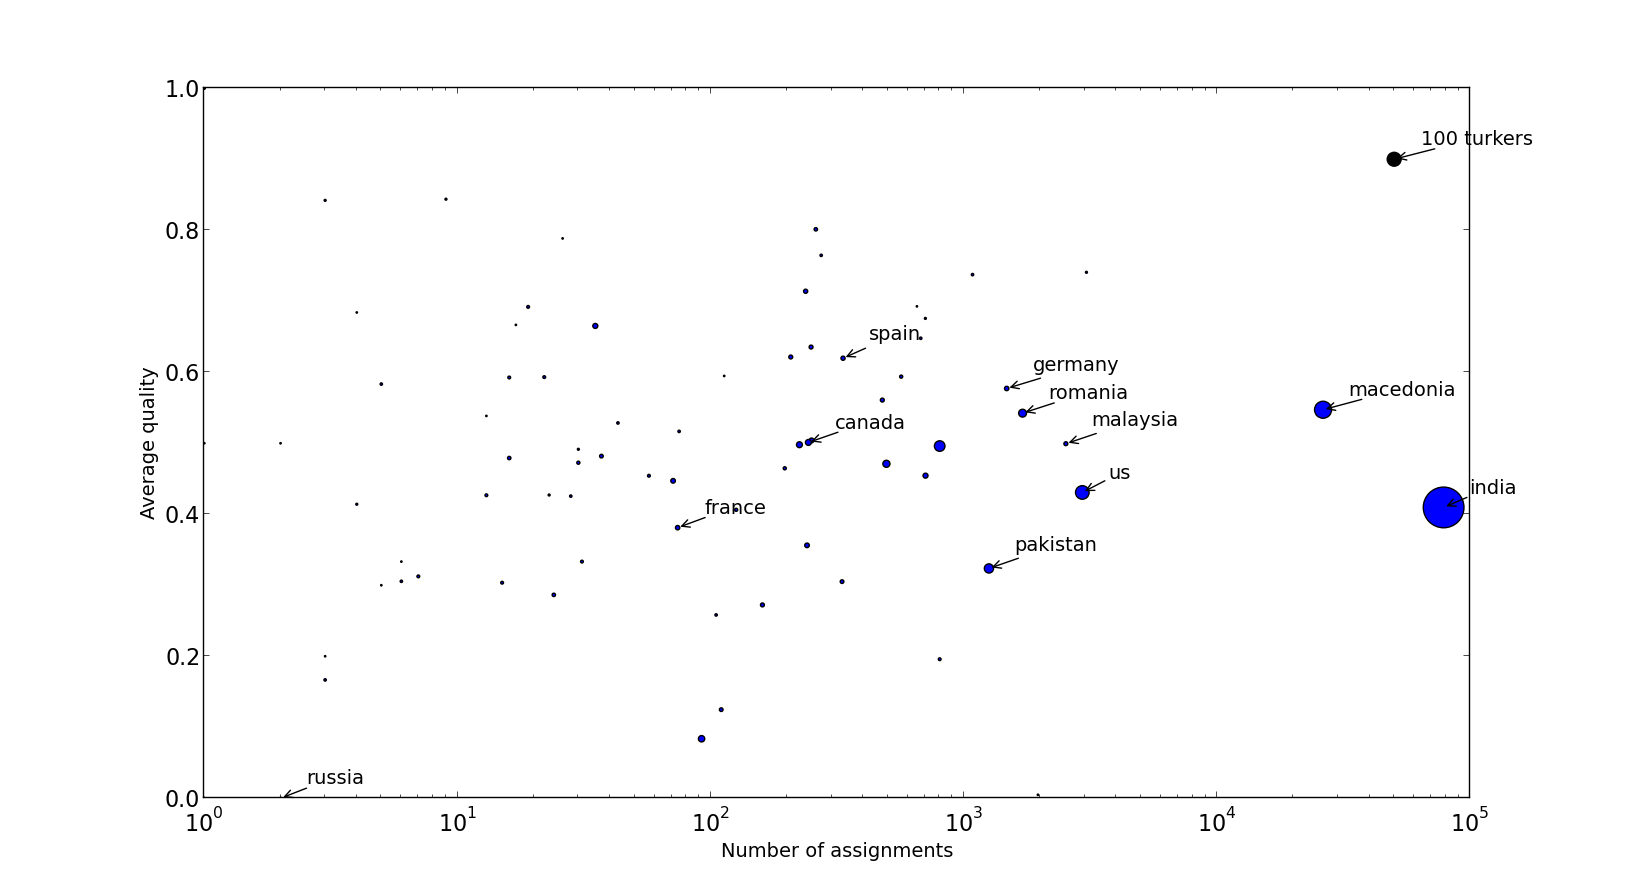 1.0
100 turkers
0.8
spain
0.6
germany
macedonia
romania
canada
malaysia
us
india
0.4
france
pakistan
Average quality
0.2
russia
0.0
10^0 10^1 10^2 10^3 10^4 10^5
Number of assignments